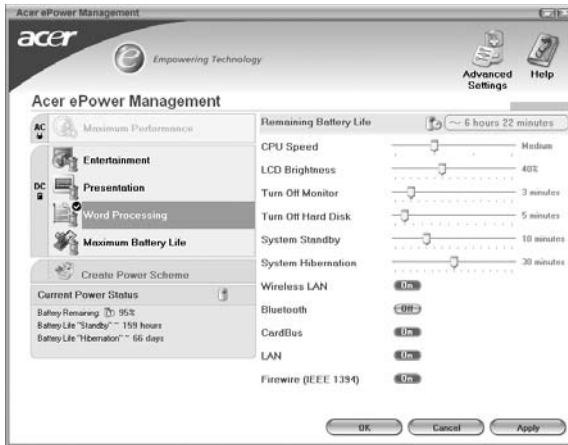 Acer ePower Management
acer
e Empowering Technology
Advanced Settings
Help
Acer ePower Management
AC
Maximum Performance
DC
Entertainment
Presentation
Word Processing
Maximum Battery Life
Create Power Scheme
Current Power Status
Battery Remaining: 95%
Battery Life "Standby" ~ 159 hours
Battery Life "Hibernation" ~ 66 days
Remaining Battery Life ~ 6 hours 22 minutes
CPU Speed Medium
LCD Brightness 40%
Turn Off Monitor 3 minutes
Turn Off Hard Disk 5 minutes
System Standby 10 minutes
System Hibernation 30 minutes
Wireless LAN On
Bluetooth Off
CardBus On
LAN On
Firewire (IEEE 1394) On
OK Cancel Apply